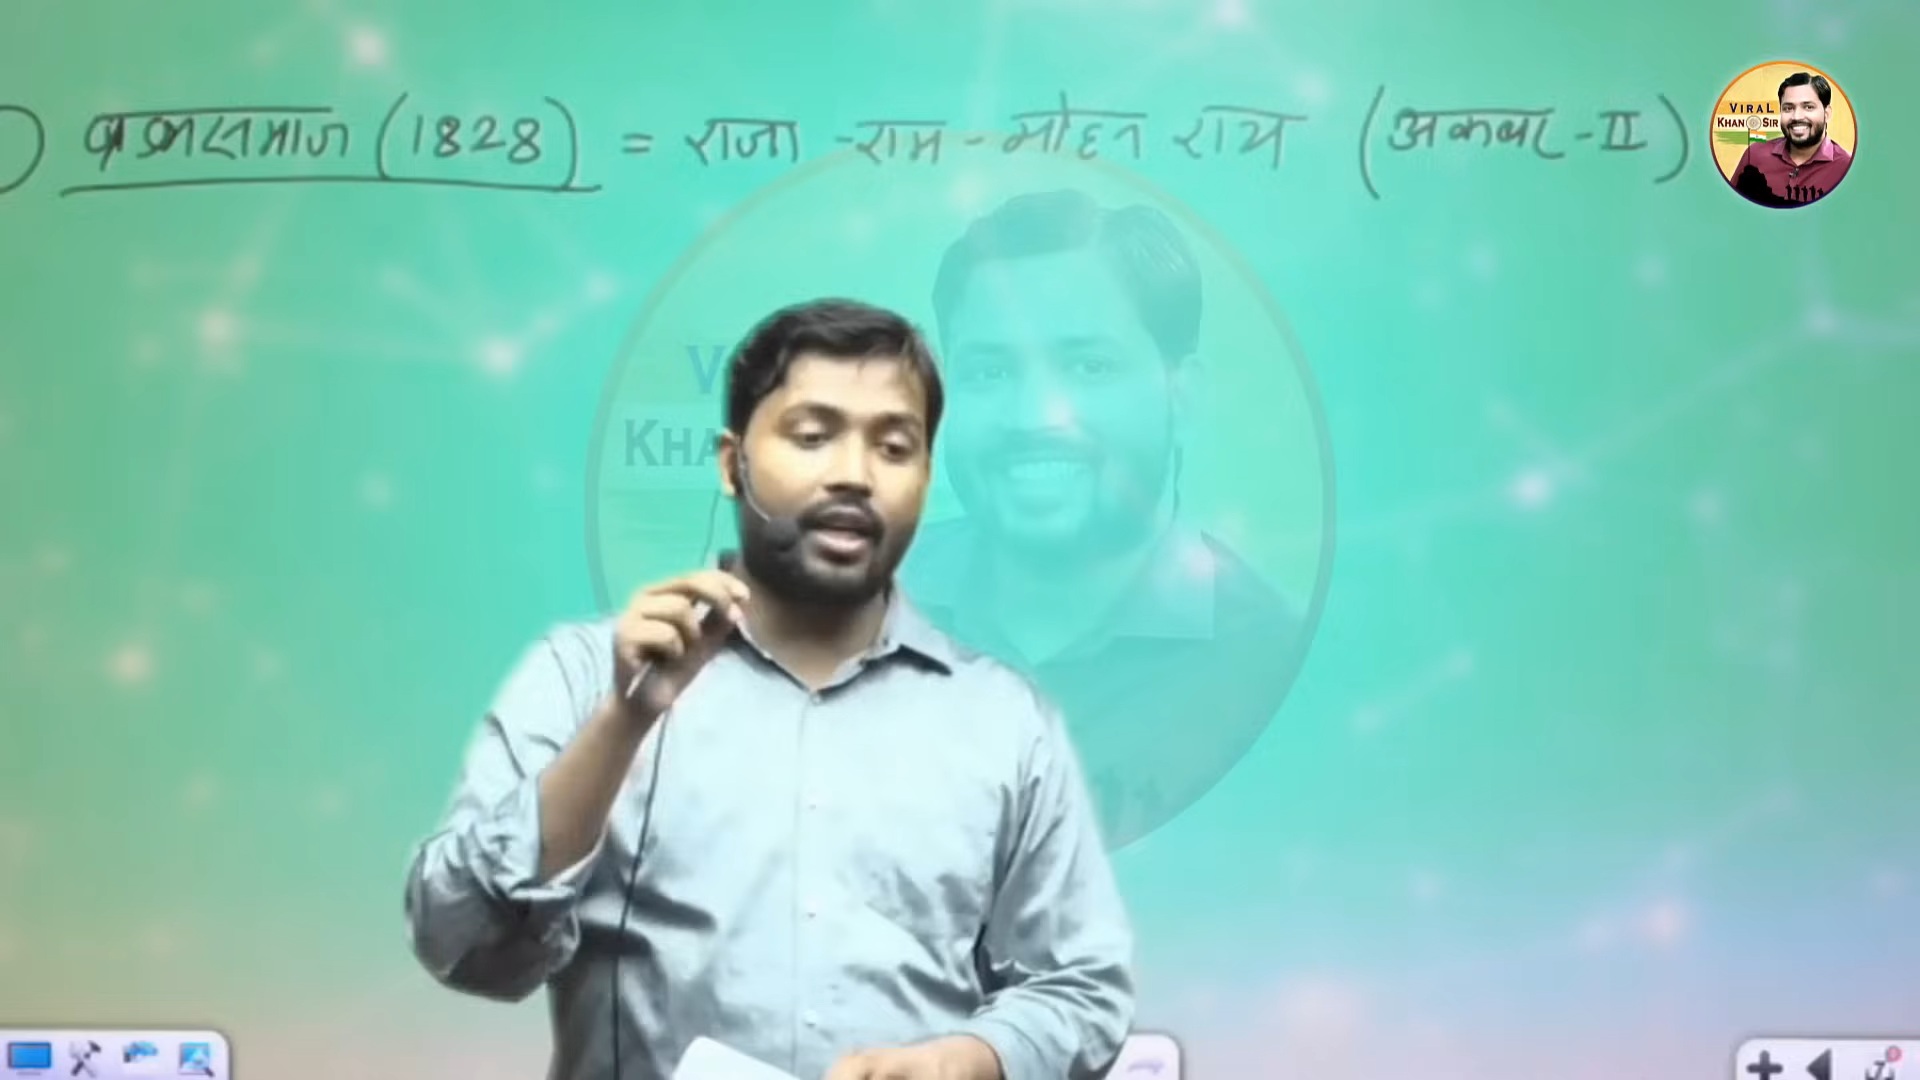 ब्रह्मसमाज (1828) = राजा - राम - मोहन राय (अकबर - II)
VIRAL
KHAN SIR
V
KHA